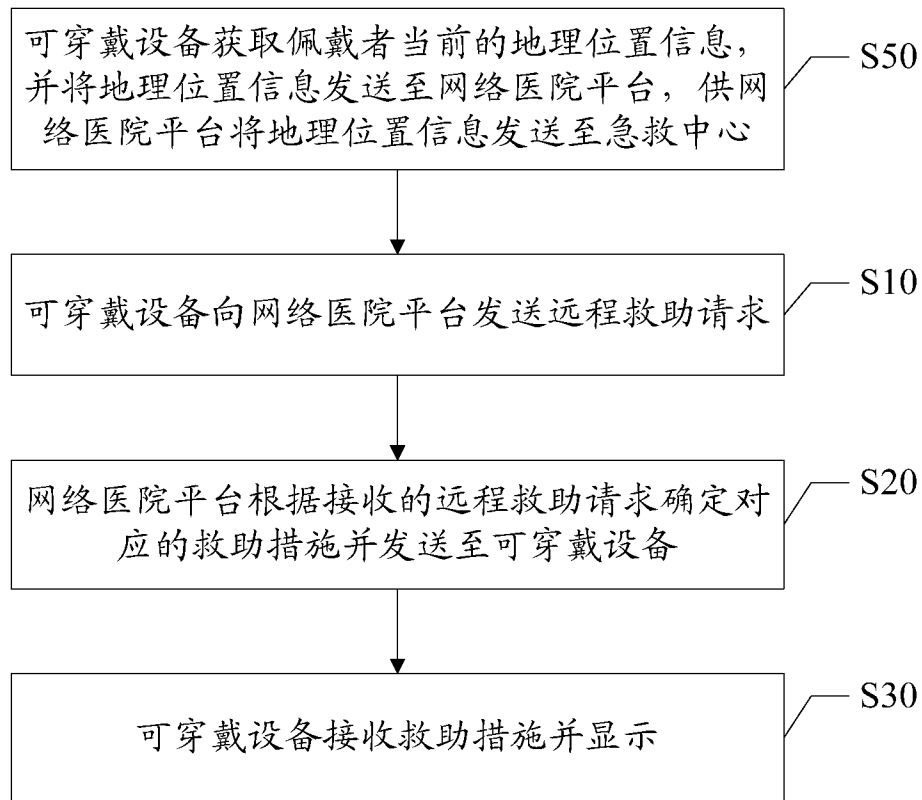 可穿戴设备获取佩戴者当前的地理位置信息，
并将地理位置信息发送至网络医院平台，供网
络医院平台将地理位置信息发送至急救中心
S50
可穿戴设备向网络医院平台发送远程救助请求
S10
网络医院平台根据接收的远程救助请求确定对
应的救助措施并发送至可穿戴设备
S20
可穿戴设备接收救助措施并显示
S30